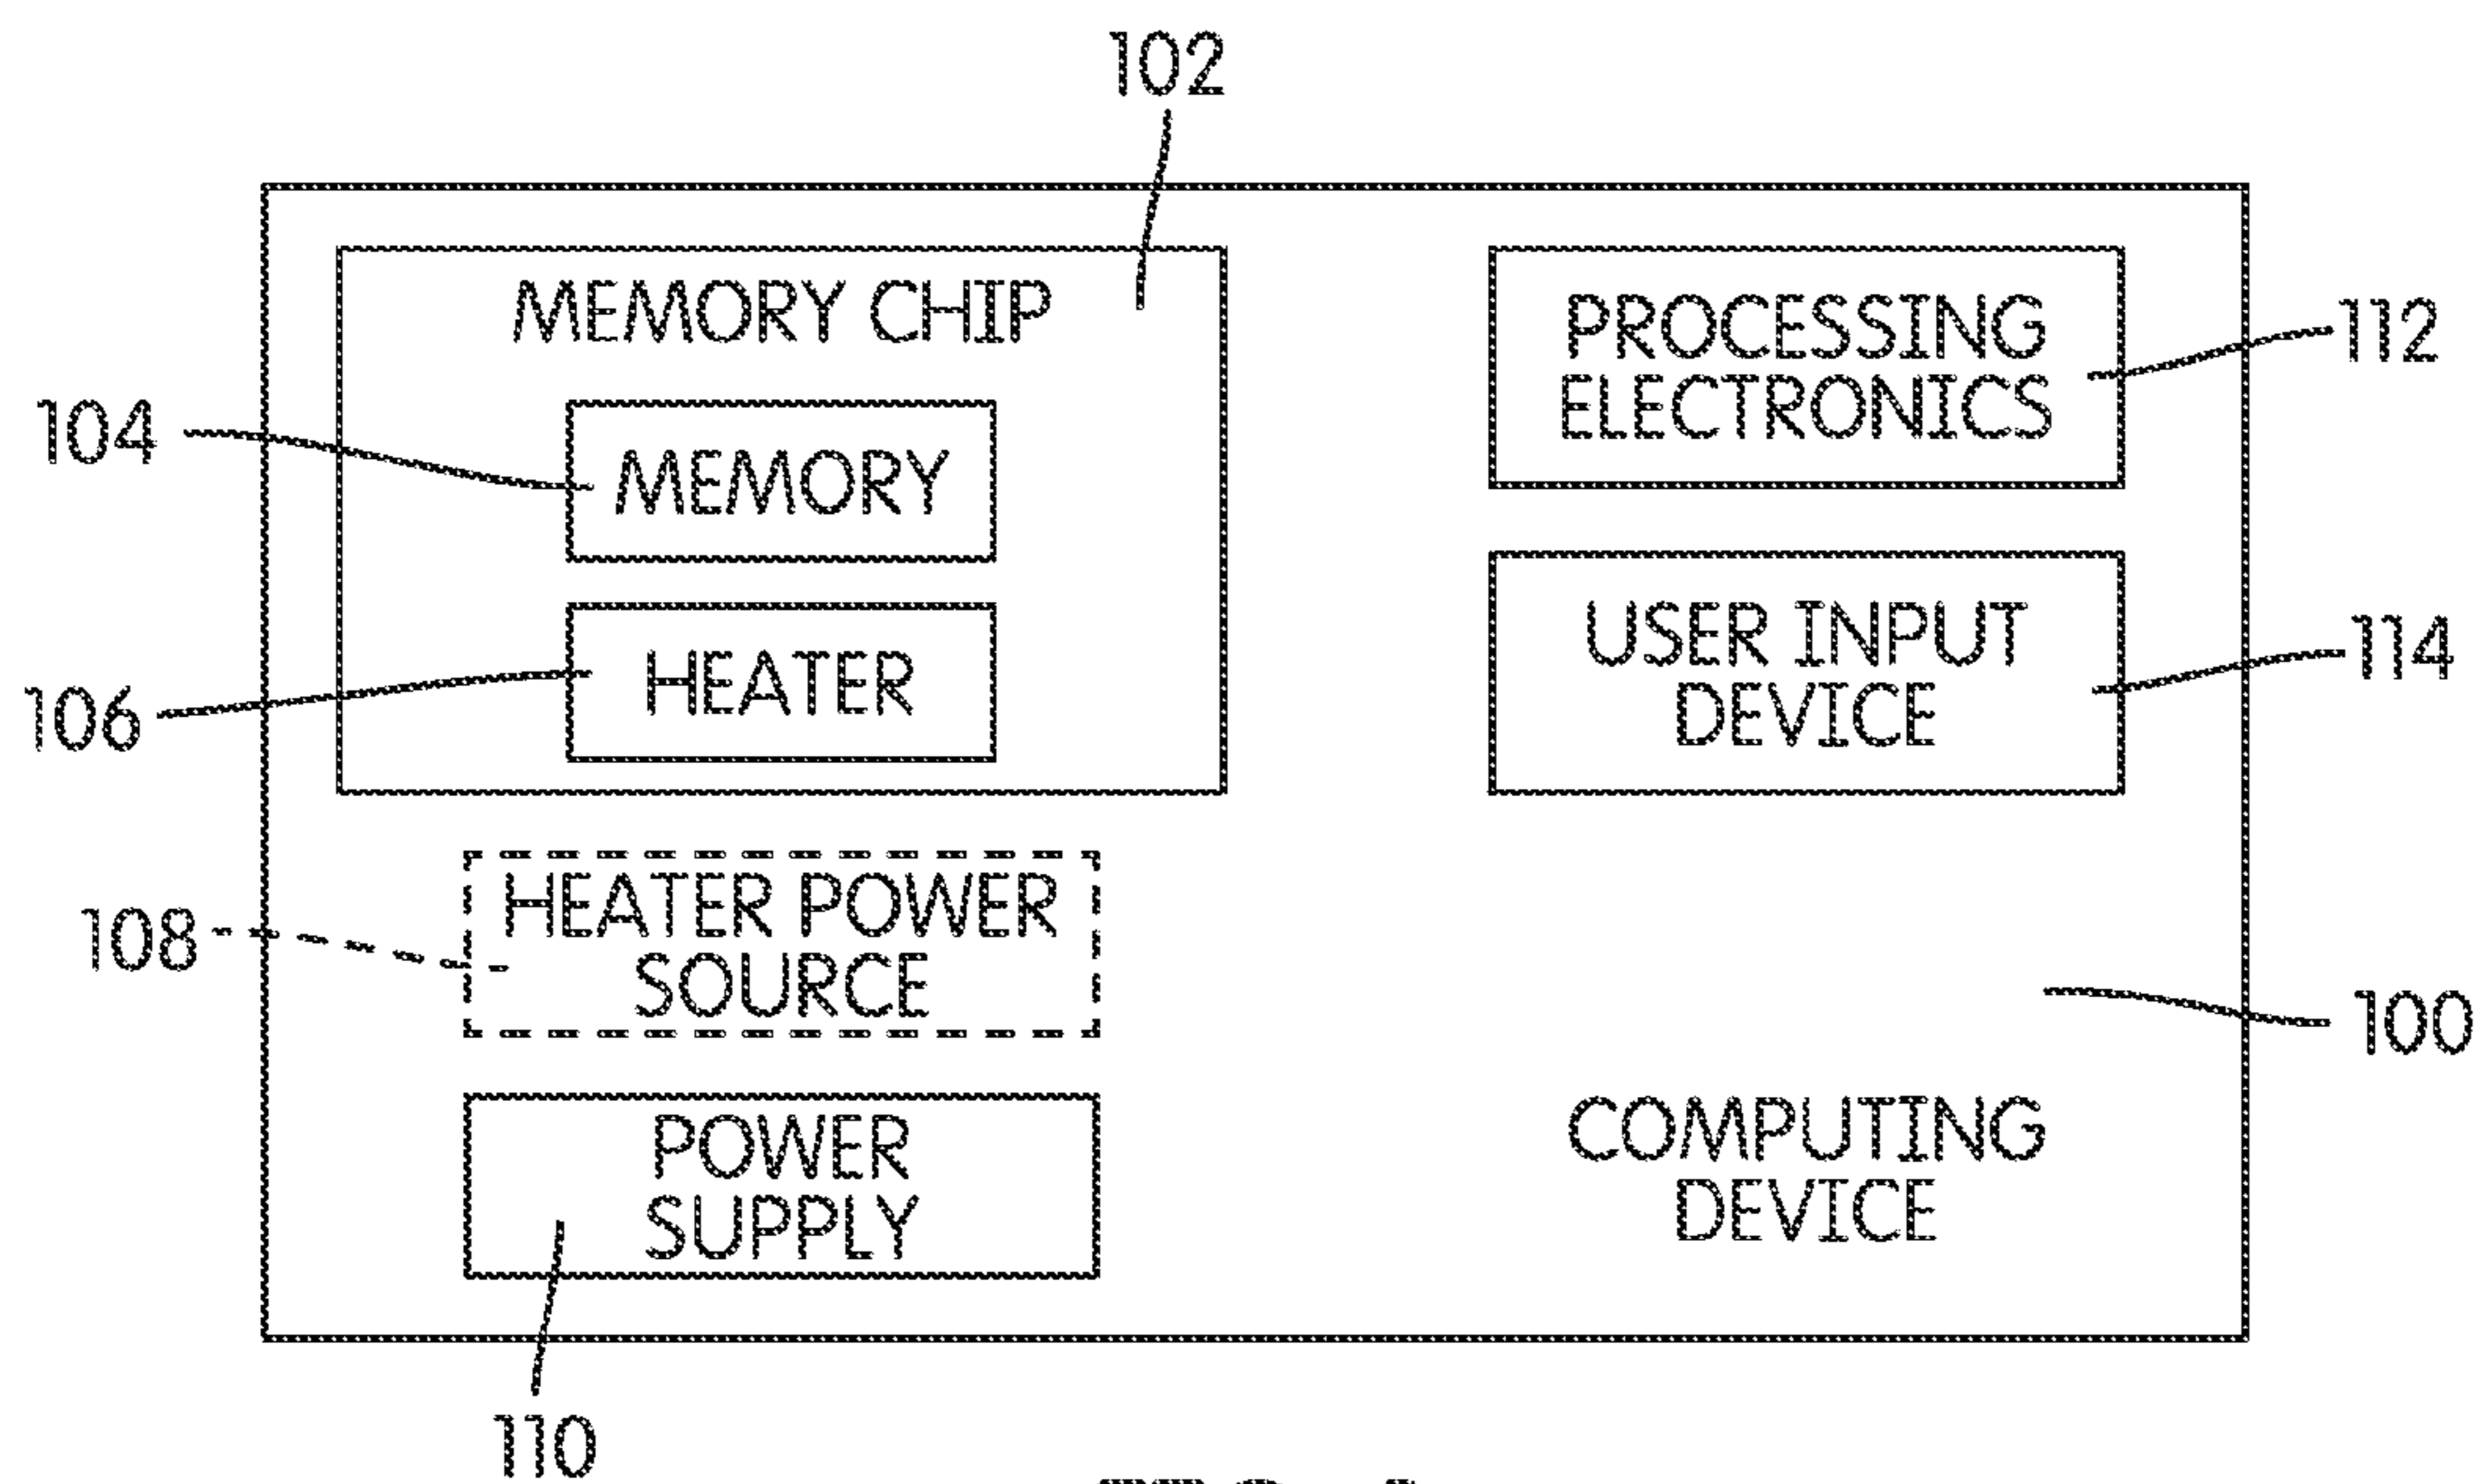 102
MEMORY CHIP
104
MEMORY
106
HEATER
108
HEATER POWER
SOURCE
POWER
SUPPLY
110
PROCESSING
ELECTRONICS
112
USER INPUT
DEVICE
114
100
COMPUTING
DEVICE